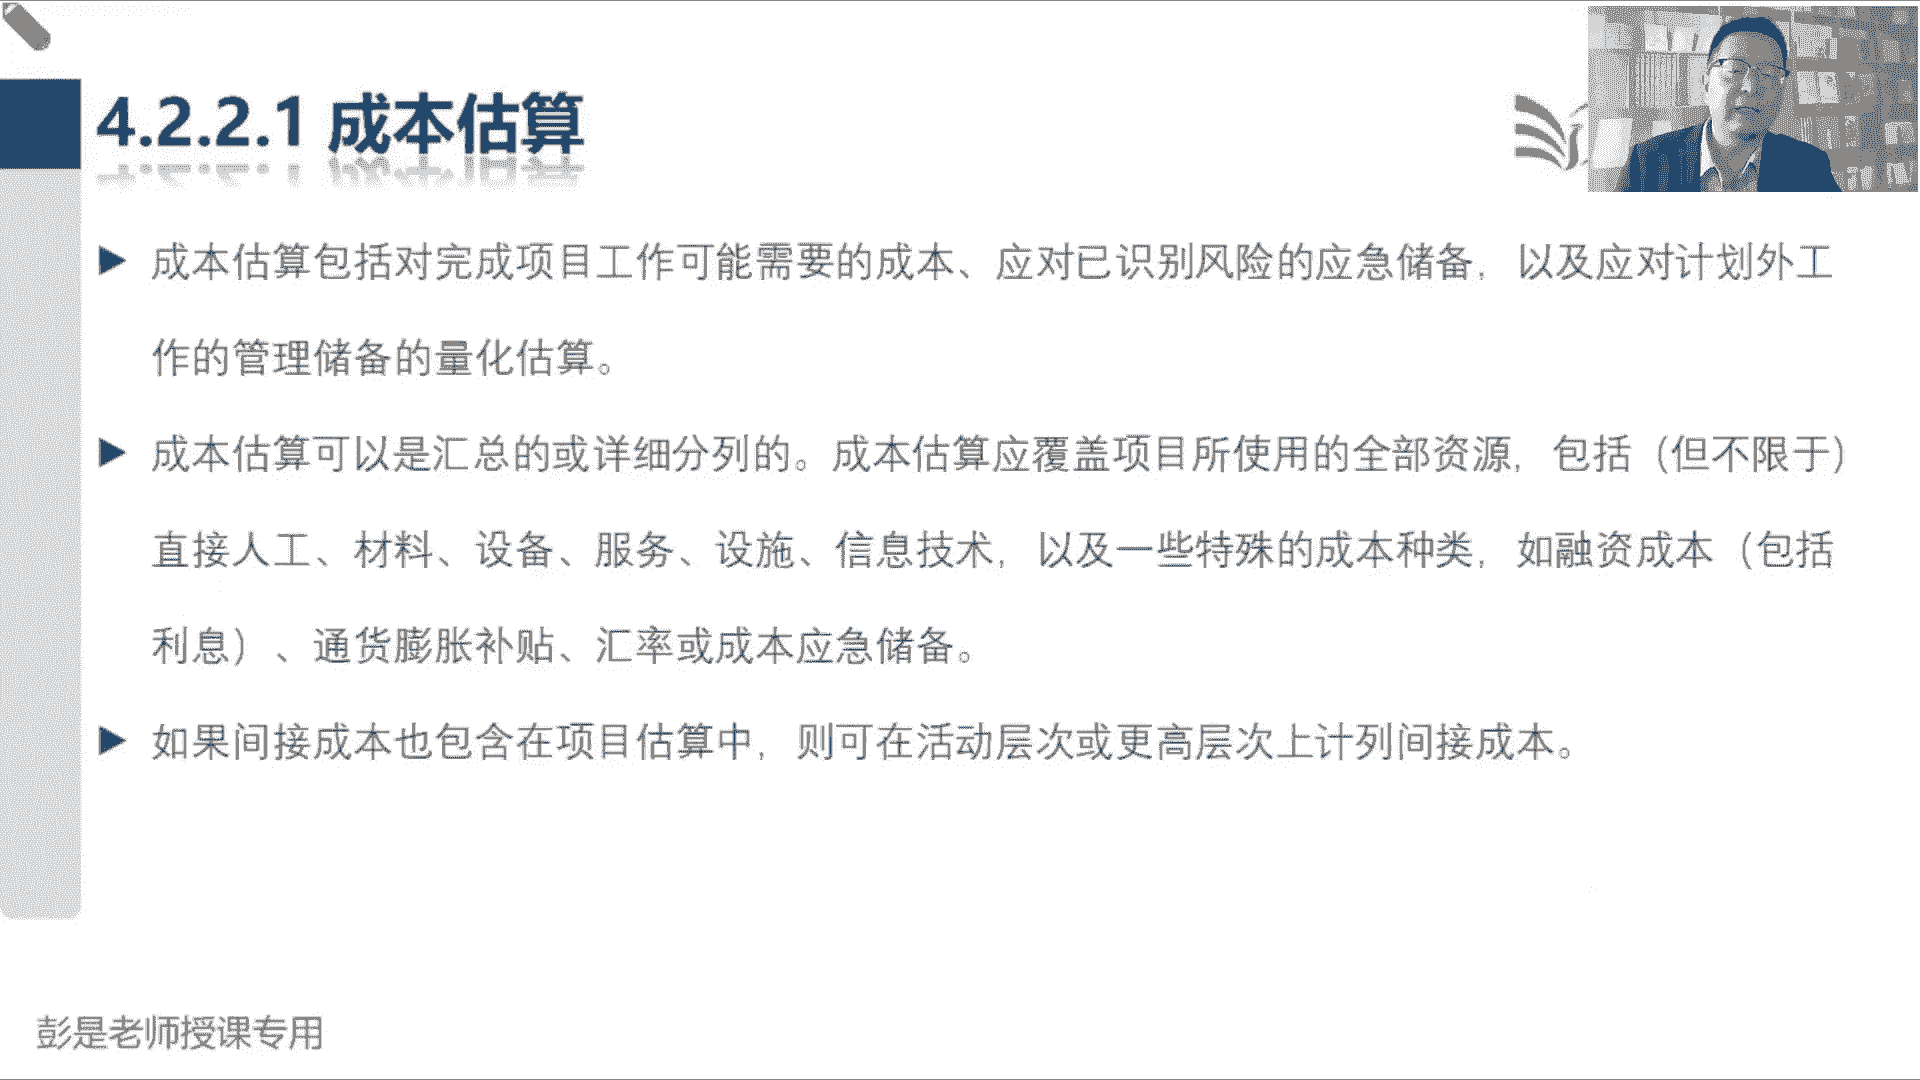 4.2.2.1 成本估算
成本估算包括对完成项目工作可能需要的成本、应对已识别风险的应急储备，以及应对计划外工
作的管理储备的量化估算。
成本估算可以是汇总的或详细分列的。成本估算应覆盖项目所使用的全部资源，包括（但不限于）
直接人工、材料、设备、服务、设施、信息技术，以及一些特殊的成本种类，如融资成本（包括
利息）、通货膨胀补贴、汇率或成本应急储备。
如果间接成本也包含在项目估算中，则可在活动层次或更高层次上计列间接成本。
彭是老师授课专用